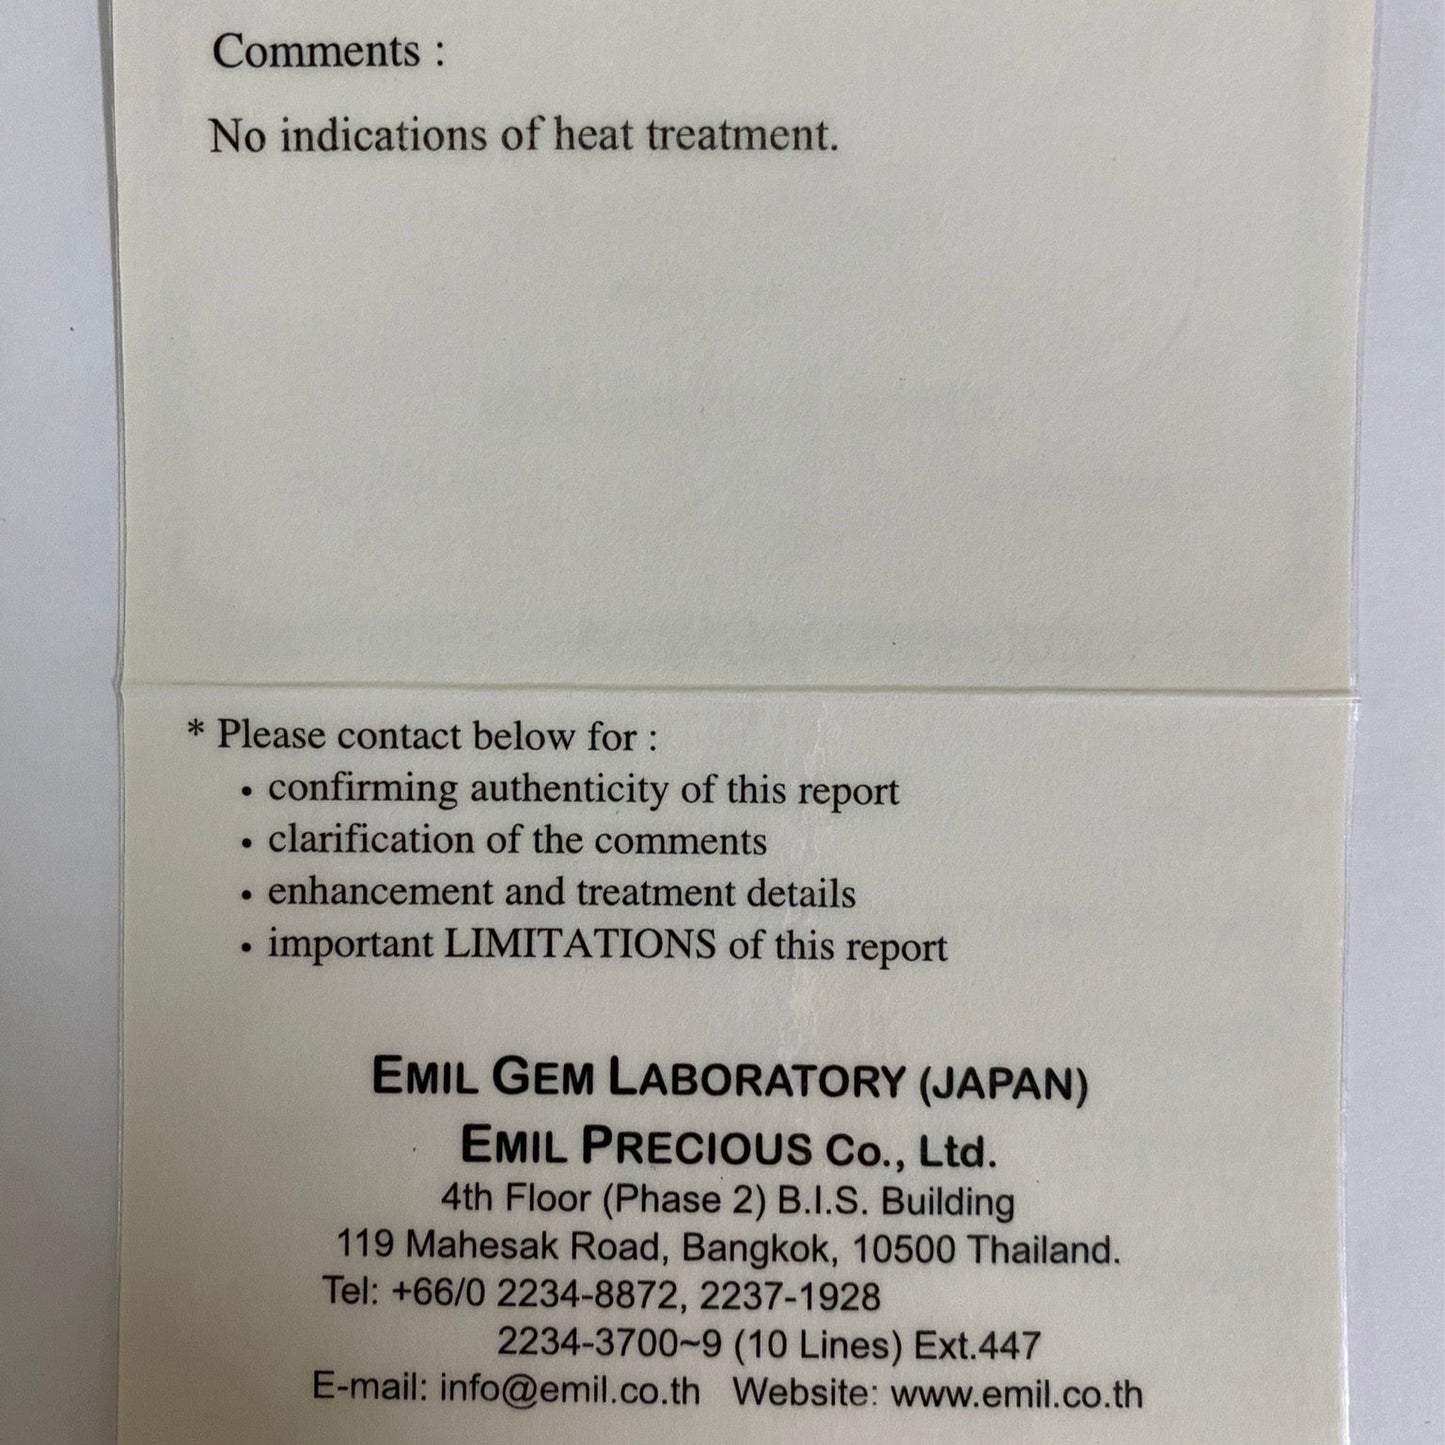 Comments :
No indications of heat treatment.
* Please contact below for :
• confirming authenticity of this report
• clarification of the comments
• enhancement and treatment details
• important LIMITATIONS of this report
EMIL GEM LABORATORY (JAPAN)
EMIL PRECIOUS Co., Ltd.
4th Floor (Phase 2) B.I.S. Building
119 Mahesak Road, Bangkok, 10500 Thailand.
Tel: +66/0 2234-8872, 2237-1928
2234-3700~9 (10 Lines) Ext.447
E-mail: info@emil.co.th Website: www.emil.co.th